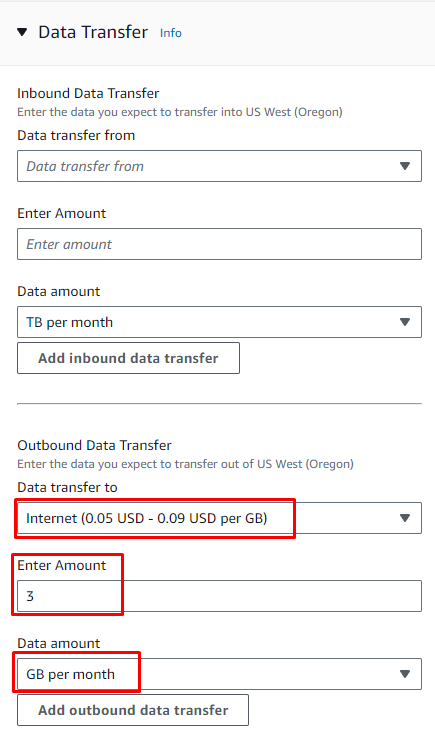 Data Transfer Info
Inbound Data Transfer
Enter the data you expect to transfer into US West (Oregon)
Data transfer from
Data transfer from
Enter Amount
Enter amount
Data amount
TB per month
Add inbound data transfer
Outbound Data Transfer
Enter the data you expect to transfer out of US West (Oregon)
Data transfer to
Internet (0.05 USD - 0.09 USD per GB)
Enter Amount
3
Data amount
GB per month
Add outbound data transfer